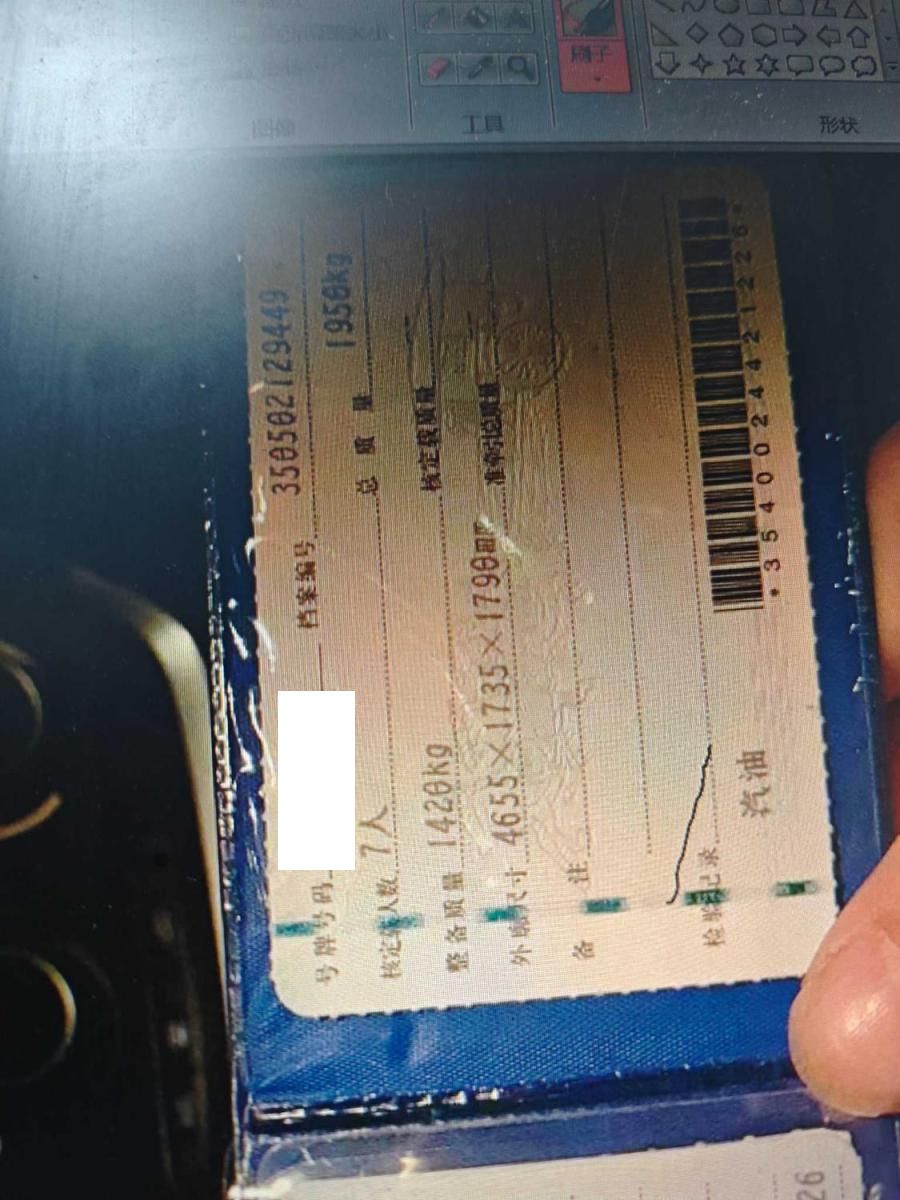 刷子
工具
形状
号牌号码
档案编号 350502129449
核定载人数 7人
总质量 1950kg
整备质量 1420kg
核定载质量
外廓尺寸 4655×1735×1790mm
准牵引总质量
备注
检验记录
汽油
*3540024421226*
26